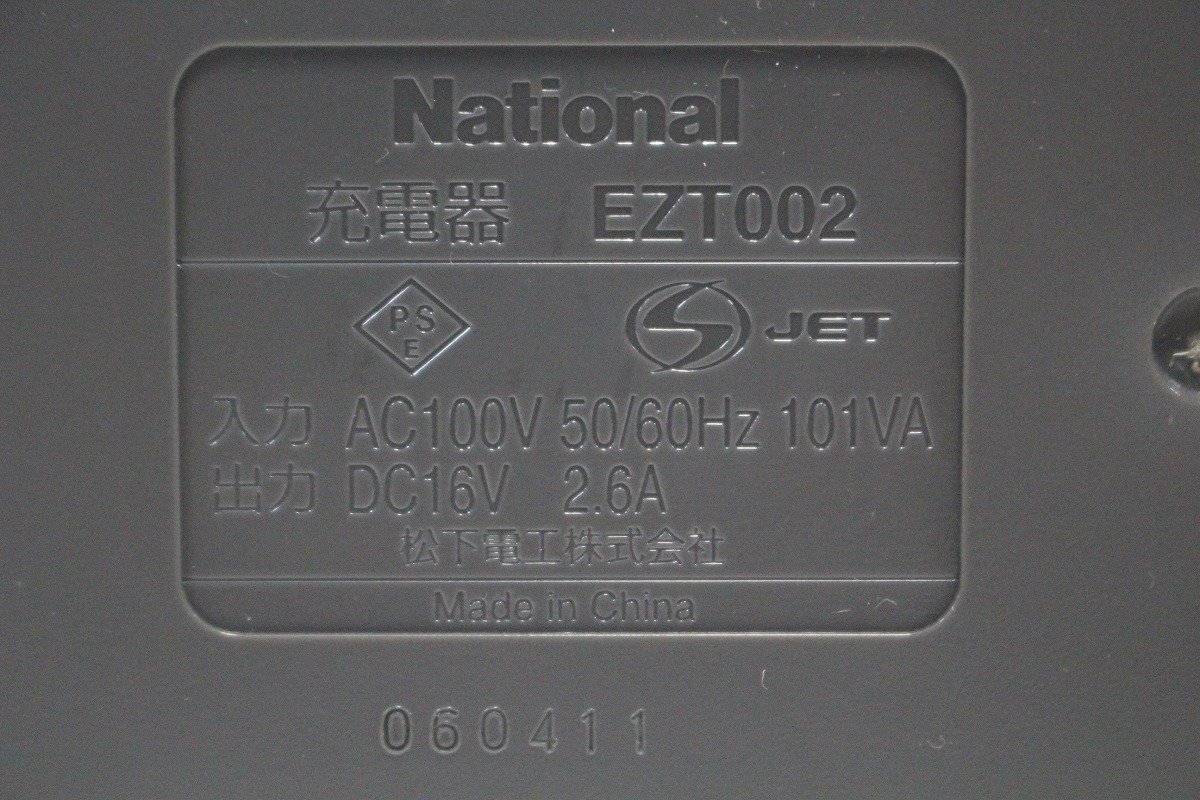 National
充電器 EZT002
PS
E
JET
入力 AC100V 50/60Hz 101VA
出力 DC16V 2.6A
松下電工株式会社
Made in China
060411